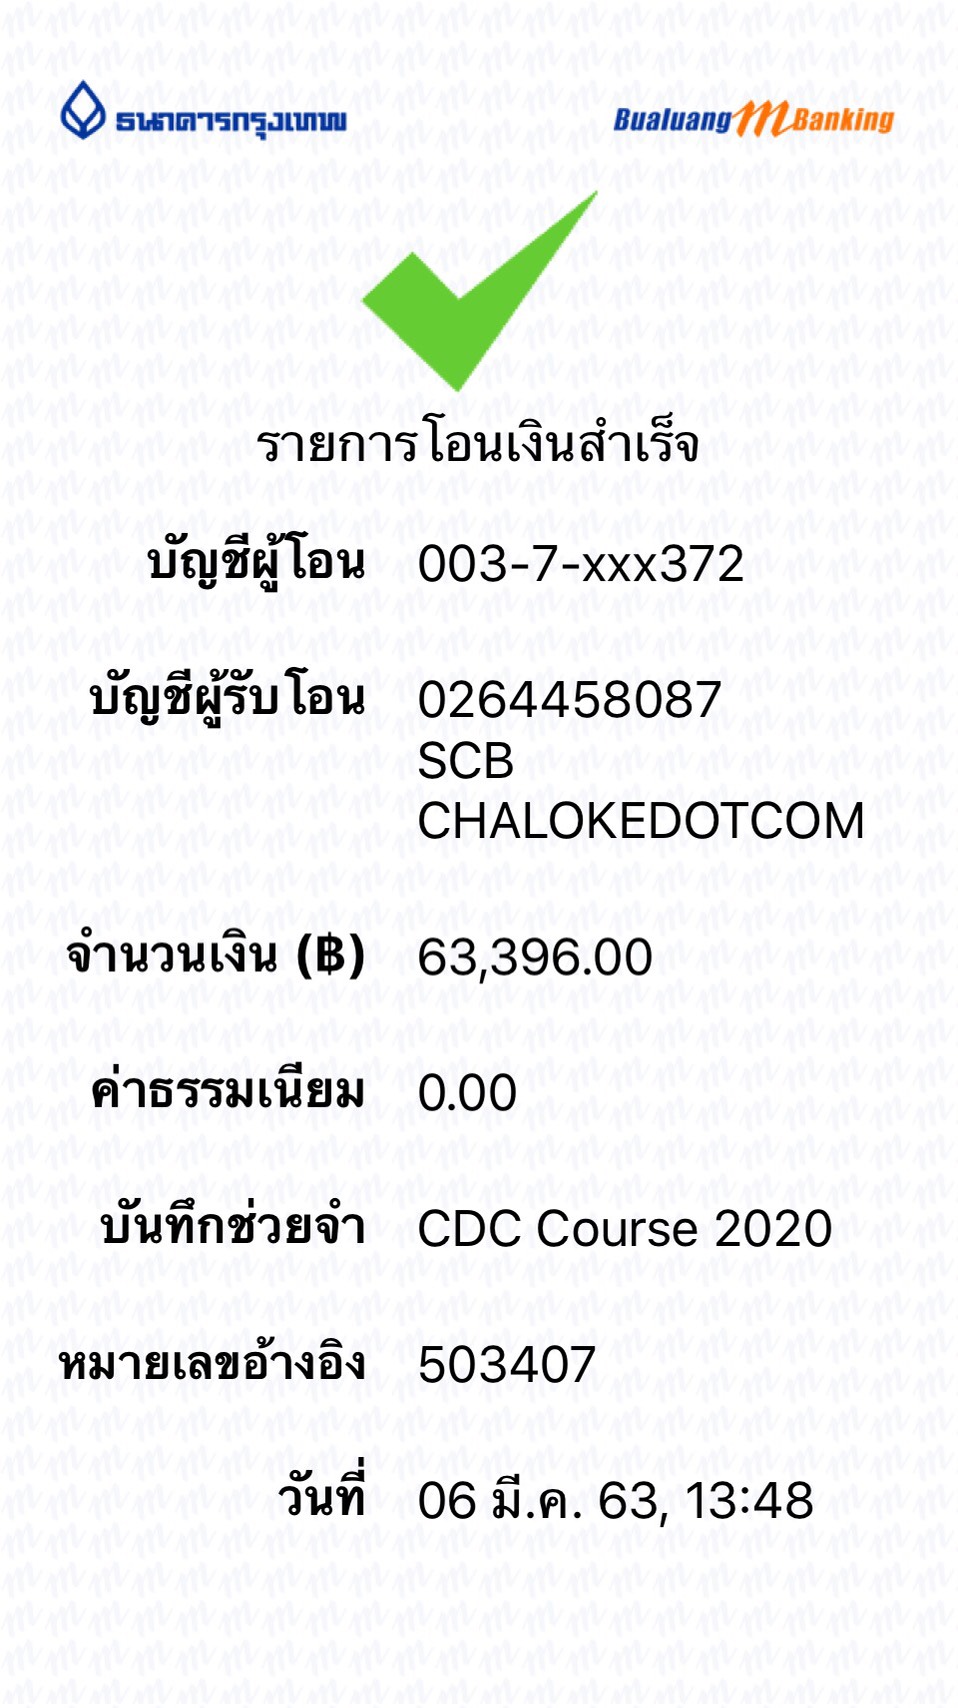 ธนาคารกรุงเทพ Bualuang mBanking
รายการโอนเงินสำเร็จ
บัญชีผู้โอน 003-7-xxx372
บัญชีผู้รับโอน 0264458087
SCB
CHALOKEDOTCOM
จำนวนเงิน (฿) 63,396.00
ค่าธรรมเนียม 0.00
บันทึกช่วยจำ CDC Course 2020
หมายเลขอ้างอิง 503407
วันที่ 06 มี.ค. 63, 13:48